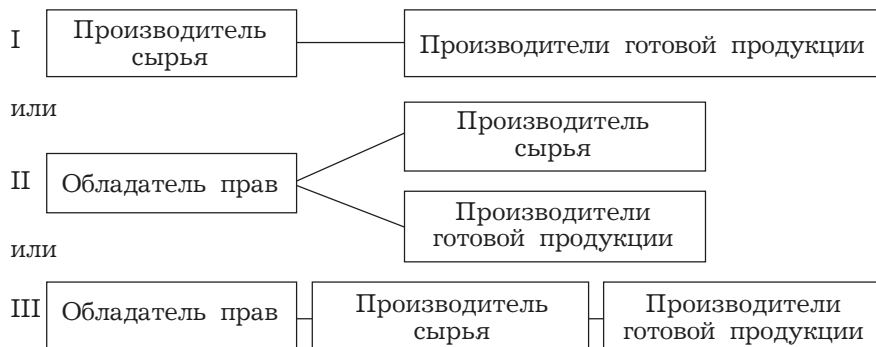 I
Производитель
сырья
Производители готовой продукции
или
II
Обладатель прав
Производитель
сырья
Производители
готовой продукции
или
III
Обладатель прав
Производитель
сырья
Производители
готовой продукции